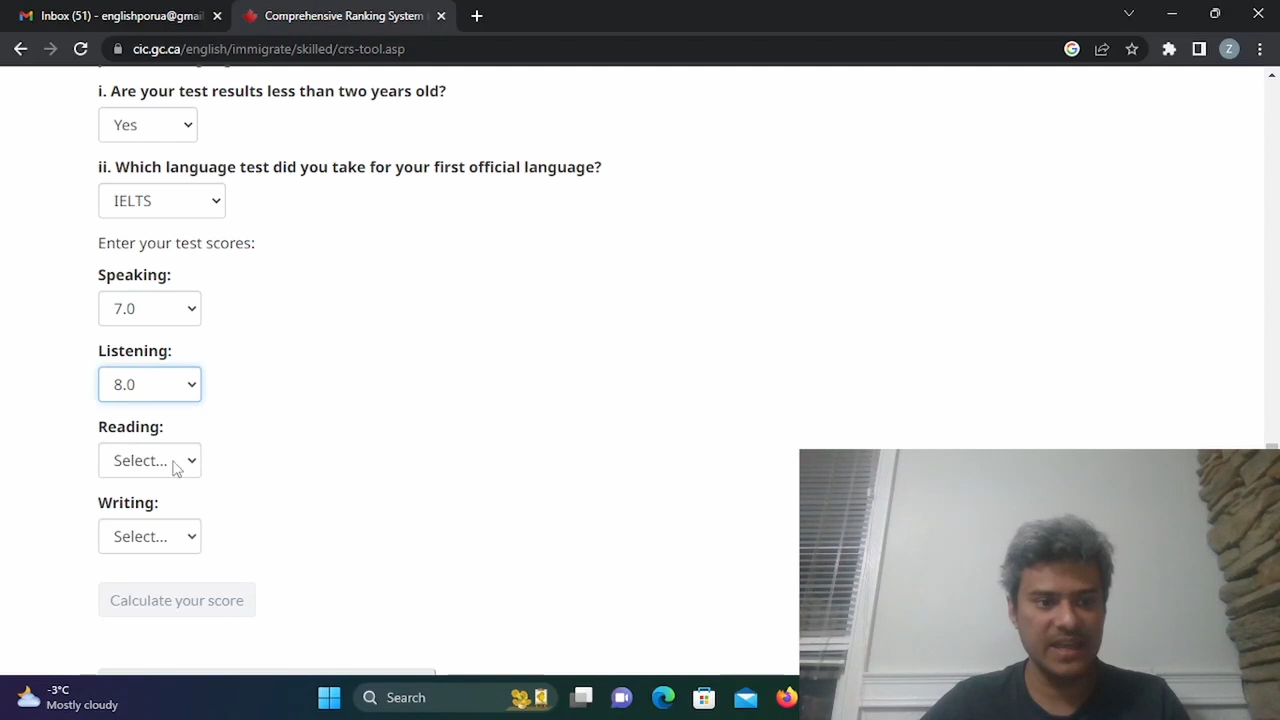 Inbox (51) - englishporua@gmai
Comprehensive Ranking System
cic.gc.ca/english/immigrate/skilled/crs-tool.asp
Z
i. Are your test results less than two years old?
Yes
ii. Which language test did you take for your first official language?
IELTS
Enter your test scores:
Speaking:
7.0
Listening:
8.0
Reading:
Select...
Writing:
Select...
Calculate your score
-3°C
Mostly cloudy
Search